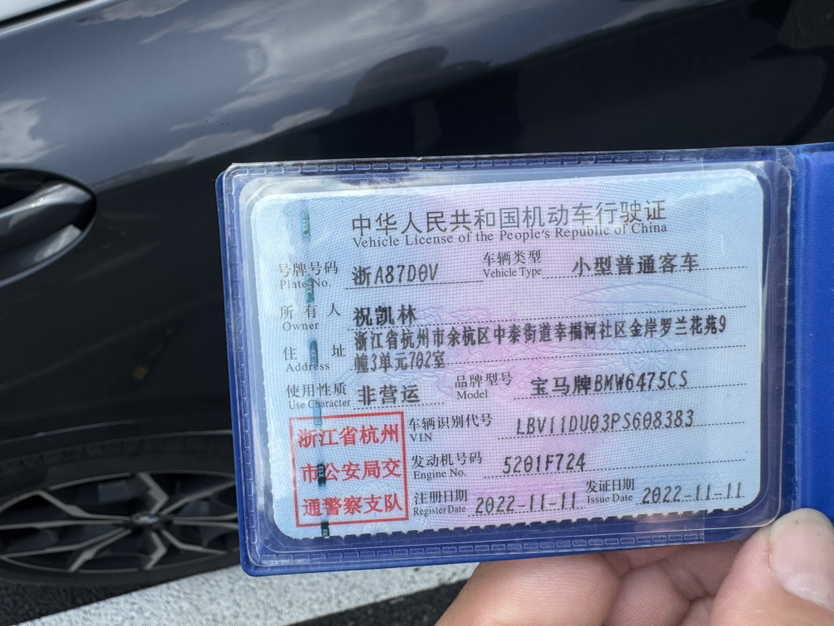 中华人民共和国机动车行驶证
Vehicle License of the People's Republic of China
号牌号码 浙A87D0V 车辆类型 小型普通客车
Plate No. Vehicle Type
所有人 祝凯林
Owner
住址 浙江省杭州市余杭区中泰街道幸福河社区金岸罗兰花苑9
Address 幢3单元702室
使用性质 非营运 品牌型号 宝马牌BMW6475CS
Use Character Model
浙江省杭州 车辆识别代号 LBV11DU03PS608383
VIN
市公安局交 发动机号码 5201F724
Engine No.
通警察支队 注册日期 2022-11-11 发证日期 2022-11-11
Register Date Issue Date